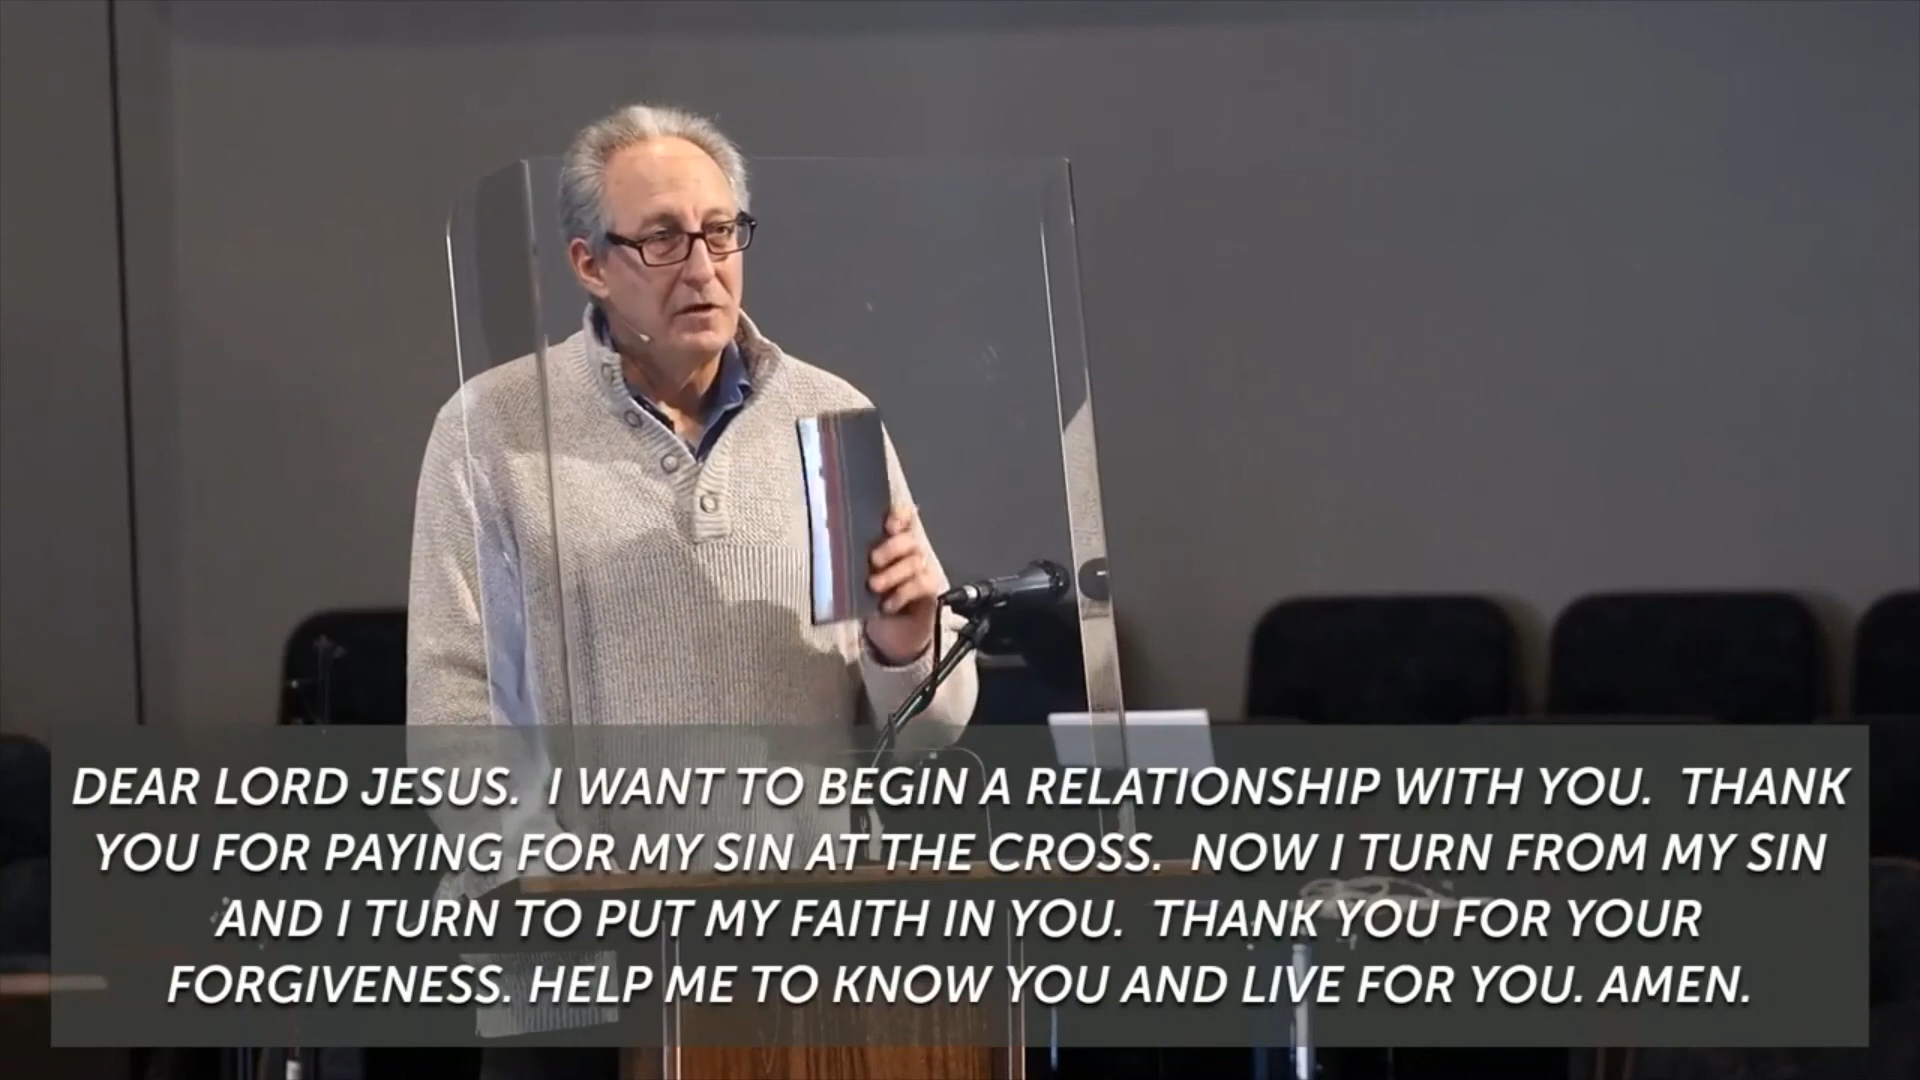 DEAR LORD JESUS.  I WANT TO BEGIN A RELATIONSHIP WITH YOU.  THANK
YOU FOR PAYING FOR MY SIN AT THE CROSS.  NOW I TURN FROM MY SIN
AND I TURN TO PUT MY FAITH IN YOU.  THANK YOU FOR YOUR
FORGIVENESS. HELP ME TO KNOW YOU AND LIVE FOR YOU. AMEN.